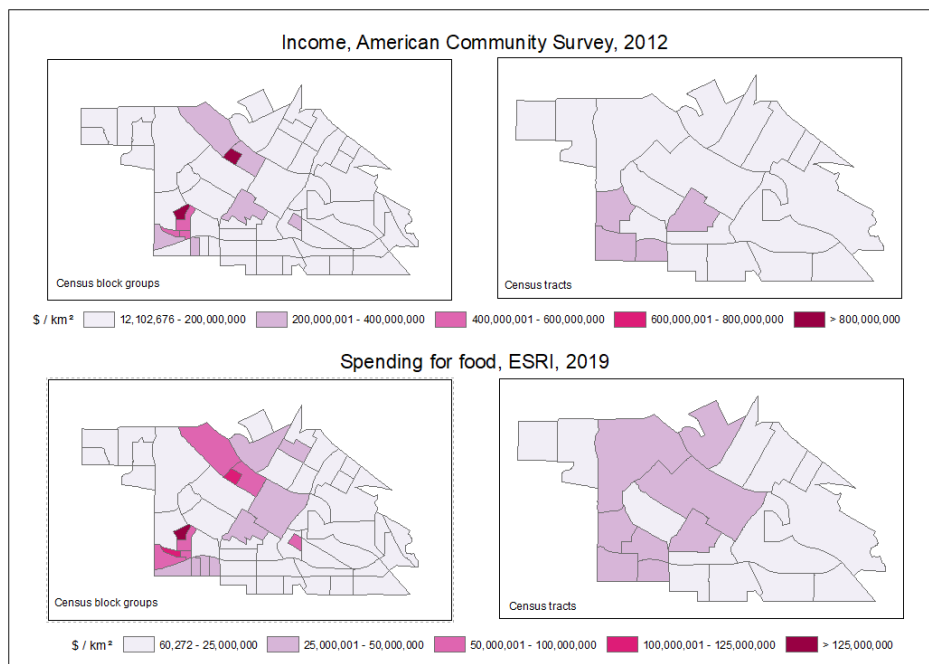 Income, American Community Survey, 2012
Census block groups
Census tracts
$ / km² 12,102,676 - 200,000,000 200,000,001 - 400,000,000 400,000,001 - 600,000,000 600,000,001 - 800,000,000 > 800,000,000
Spending for food, ESRI, 2019
Census block groups
Census tracts
$ / km² 60,272 - 25,000,000 25,000,001 - 50,000,000 50,000,001 - 100,000,000 100,000,001 - 125,000,000 > 125,000,000